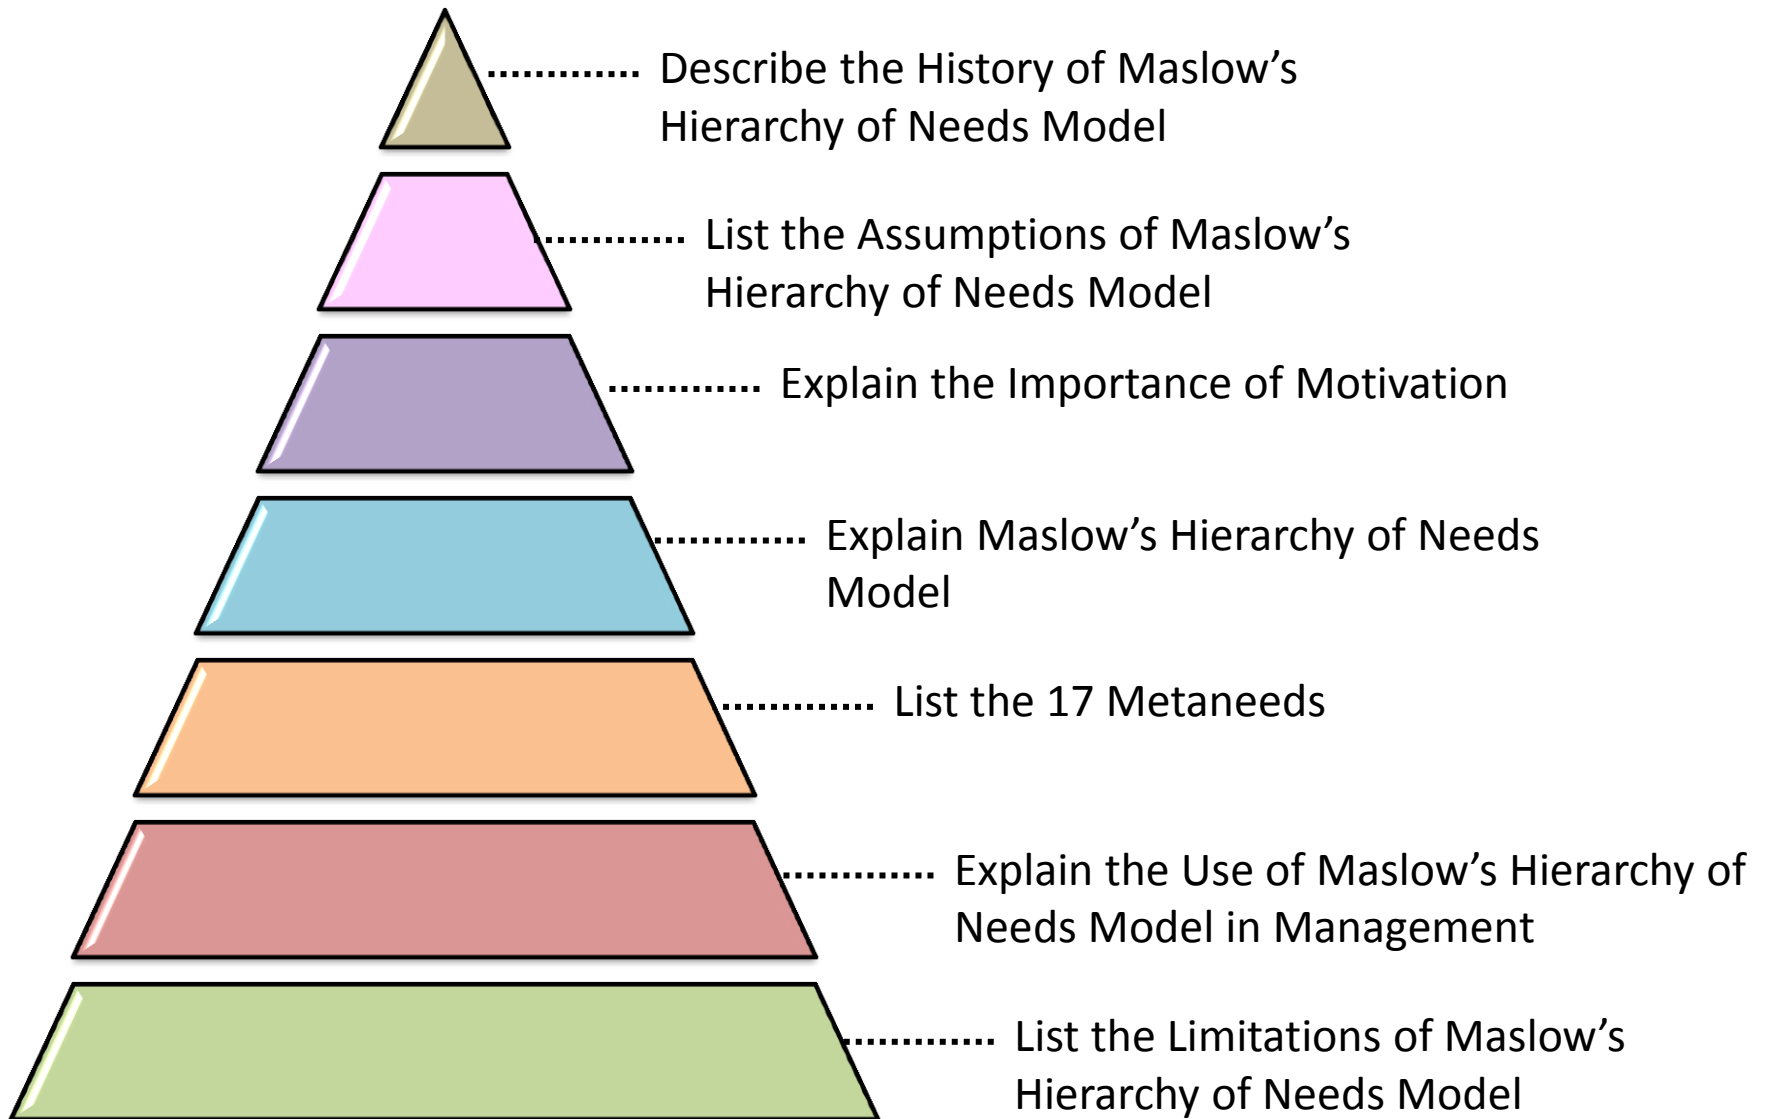 Describe the History of Maslow’s
Hierarchy of Needs Model
List the Assumptions of Maslow’s
Hierarchy of Needs Model
Explain the Importance of Motivation
Explain Maslow’s Hierarchy of Needs
Model
List the 17 Metaneeds
Explain the Use of Maslow’s Hierarchy of
Needs Model in Management
List the Limitations of Maslow’s
Hierarchy of Needs Model